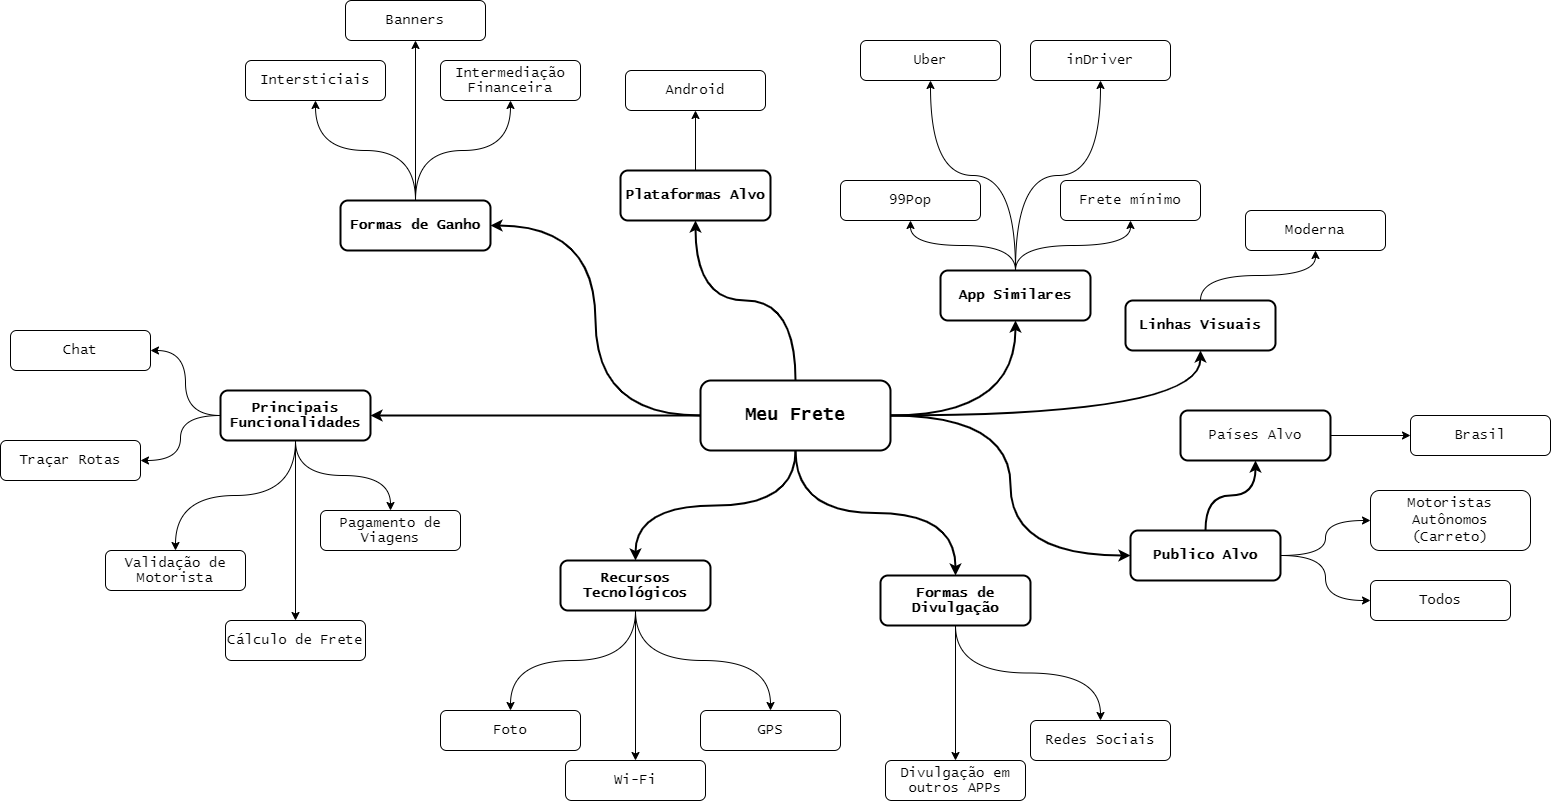 Banners
Intersticiais
Intermediação
Financeira
Formas de Ganho
Android
Plataformas Alvo
Uber
inDriver
99Pop
Frete mínimo
App Similares
Moderna
Linhas Visuais
Chat
Principais
Funcionalidades
Traçar Rotas
Meu Frete
Países Alvo
Brasil
Motoristas
Autônomos
(Carreto)
Publico Alvo
Todos
Pagamento de
Viagens
Validação de
Motorista
Cálculo de Frete
Recursos
Tecnológicos
Formas de
Divulgação
Foto
GPS
Wi-Fi
Redes Sociais
Divulgação em
outros APPs